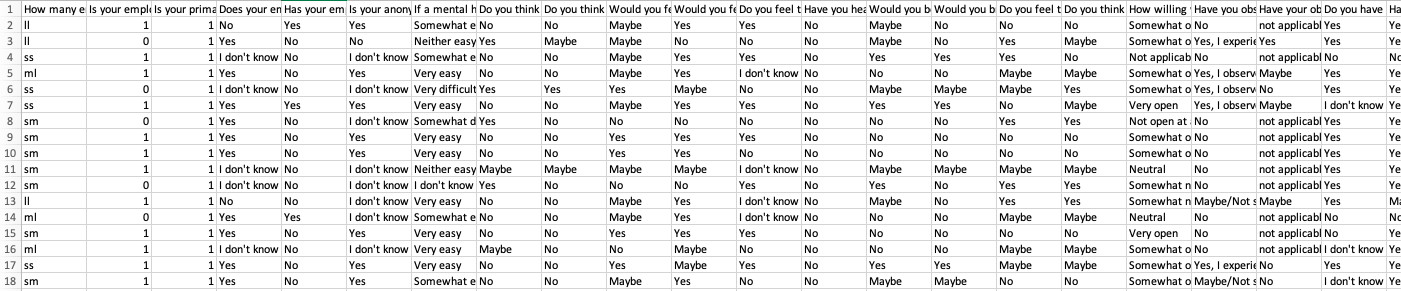 1 How many e Is your emplo Is your prima Does your en Has your em Is your anony If a mental h Do you think Do you think Would you fe Would you fe Do you feel t Have you hea Would you b Would you b Do you feel t Do you think How willing Have you obs Have your ob Do you have Ha
2 ll 1 1 No Yes Yes Somewhat e No No Maybe Yes Yes No Maybe Maybe No No Somewhat o No not applicabl Yes Ye
3 ll 0 1 Yes No No Neither easy Yes Maybe Maybe No No No Maybe No Yes Maybe Somewhat o Yes, I experie Yes Yes Ye
4 ss 1 1 I don't know No I don't know Somewhat e No No Maybe Yes Yes No Yes Yes Yes No Not applicab No not applicabl No No
5 ml 1 1 Yes No Yes Very easy No No Maybe Yes I don't know No No No Maybe Maybe Somewhat o Yes, I observ Maybe Yes Ye
6 ss 0 1 I don't know No I don't know Very difficult Yes Yes Yes Maybe No No Maybe Maybe Maybe Yes Somewhat o Yes, I observ No Yes Ye
7 ss 1 1 Yes Yes Yes Very easy No No Maybe Yes Yes No Yes Yes No Maybe Very open Yes, I observ Maybe I don't know Ye
8 sm 0 1 Yes No I don't know Somewhat d Yes No No No No No No No Yes Yes Not open at No not applicabl Yes Ye
9 sm 1 1 Yes No Yes Very easy No No Yes Yes Yes No No No No No Somewhat o No not applicabl Yes Ye
10 sm 1 1 Yes No Yes Very easy No No Yes Yes No No No No No No Somewhat o No not applicabl Yes Ye
11 sm 1 1 I don't know No I don't know Neither easy Maybe Maybe Maybe Maybe I don't know No Maybe Maybe Maybe Maybe Neutral No not applicabl Yes Ye
12 sm 0 1 I don't know No I don't know I don't know Yes No No No Yes No Yes No Yes Yes Somewhat n No not applicabl Yes Ye
13 ll 1 1 No No I don't know Very easy No No Maybe Yes I don't know No Maybe No Yes Yes Somewhat n Maybe/Not s Maybe Yes Ma
14 ml 0 1 Yes Yes I don't know Somewhat e No No Maybe Yes I don't know No No No Maybe Maybe Neutral No not applicabl No No
15 sm 1 1 Yes No Yes Very easy No No Yes Yes Yes No No No No No Very open No not applicabl Yes Ye
16 ml 1 1 I don't know No I don't know Very easy Maybe No No Maybe No No No No Maybe Maybe Somewhat o No not applicabl I don't know Ye
17 ss 1 1 Yes No Yes Very easy No No Yes Maybe Yes No Yes Yes Maybe Maybe Somewhat o Yes, I experie No Yes Ye
18 sm 1 1 Yes No Yes Somewhat e No No Maybe Yes No No Maybe Maybe No No Somewhat o Maybe/Not s No I don't know Ye